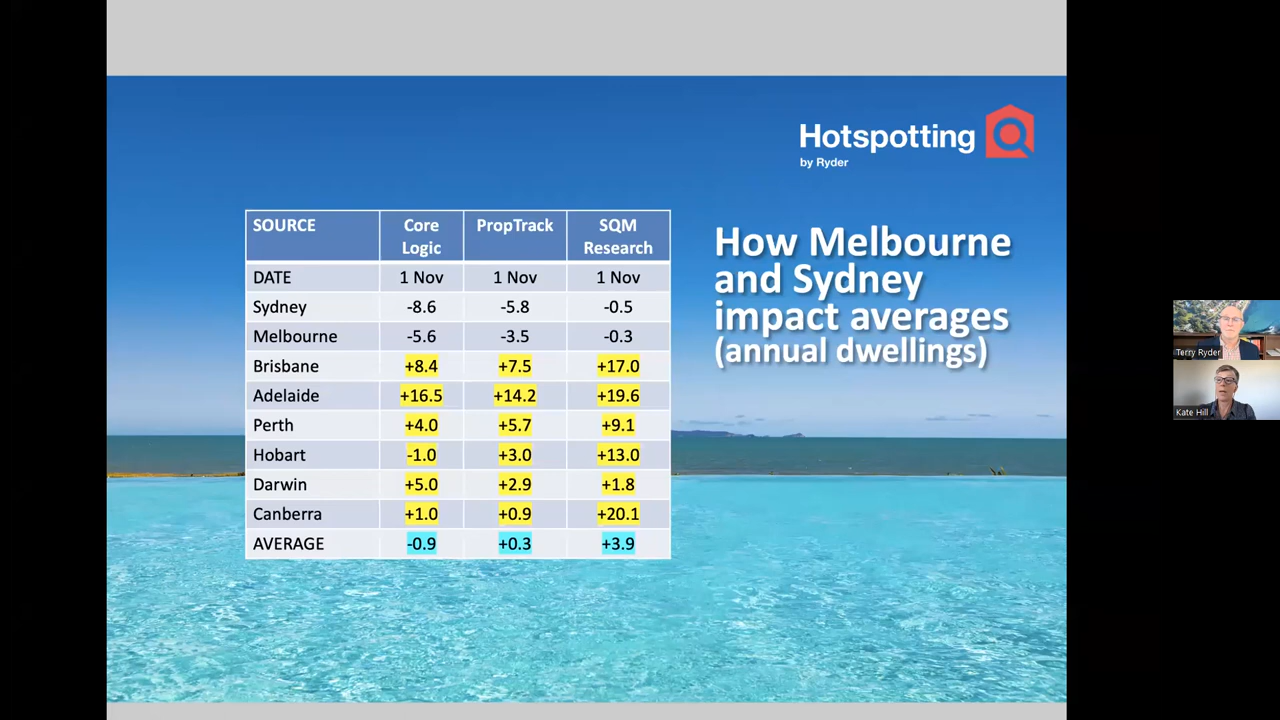 Hotspotting
by Ryder
SOURCE Core Logic PropTrack SQM Research
DATE 1 Nov 1 Nov 1 Nov
Sydney -8.6 -5.8 -0.5
Melbourne -5.6 -3.5 -0.3
Brisbane +8.4 +7.5 +17.0
Adelaide +16.5 +14.2 +19.6
Perth +4.0 +5.7 +9.1
Hobart -1.0 +3.0 +13.0
Darwin +5.0 +2.9 +1.8
Canberra +1.0 +0.9 +20.1
AVERAGE -0.9 +0.3 +3.9
How Melbourne
and Sydney
impact averages
(annual dwellings)
Terry Ryder
Kate Hill